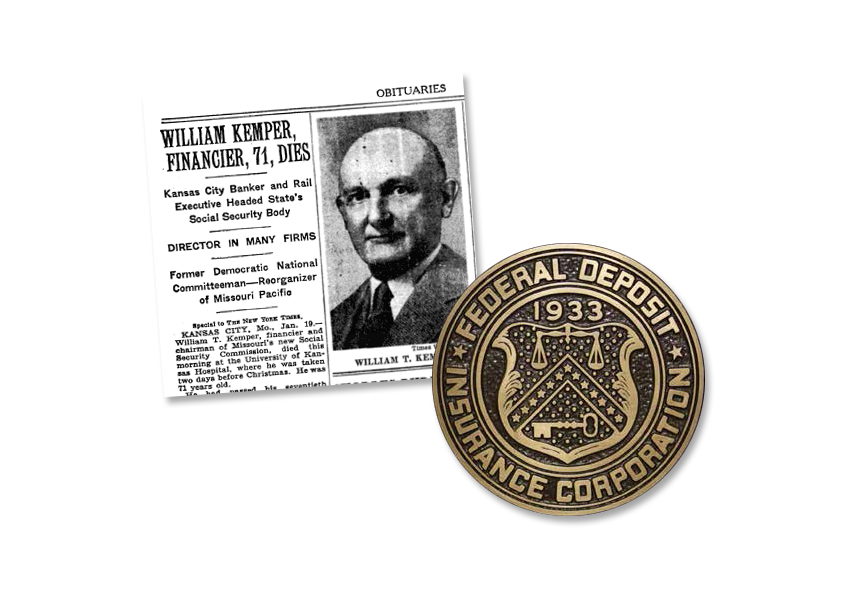 OBITUARIES
WILLIAM KEMPER,
FINANCIER, 71, DIES
Kansas City Banker and Rail
Executive Headed State's
Social Security Body
DIRECTOR IN MANY FIRMS
Former Democratic National
Committeeman—Reorganizer
of Missouri Pacific
Special to THE NEW YORK TIMES.
KANSAS CITY, Mo., Jan. 19.—
William T. Kemper, financier and
chairman of Missouri's new Social
Security Commission, died this
morning at the University of Kan-
sas Hospital, where he was taken
two days before Christmas. He was
71 years old.
He had passed his seventieth
Times
WILLIAM T. KEM
FEDERAL DEPOSIT
1933
INSURANCE CORPORATION